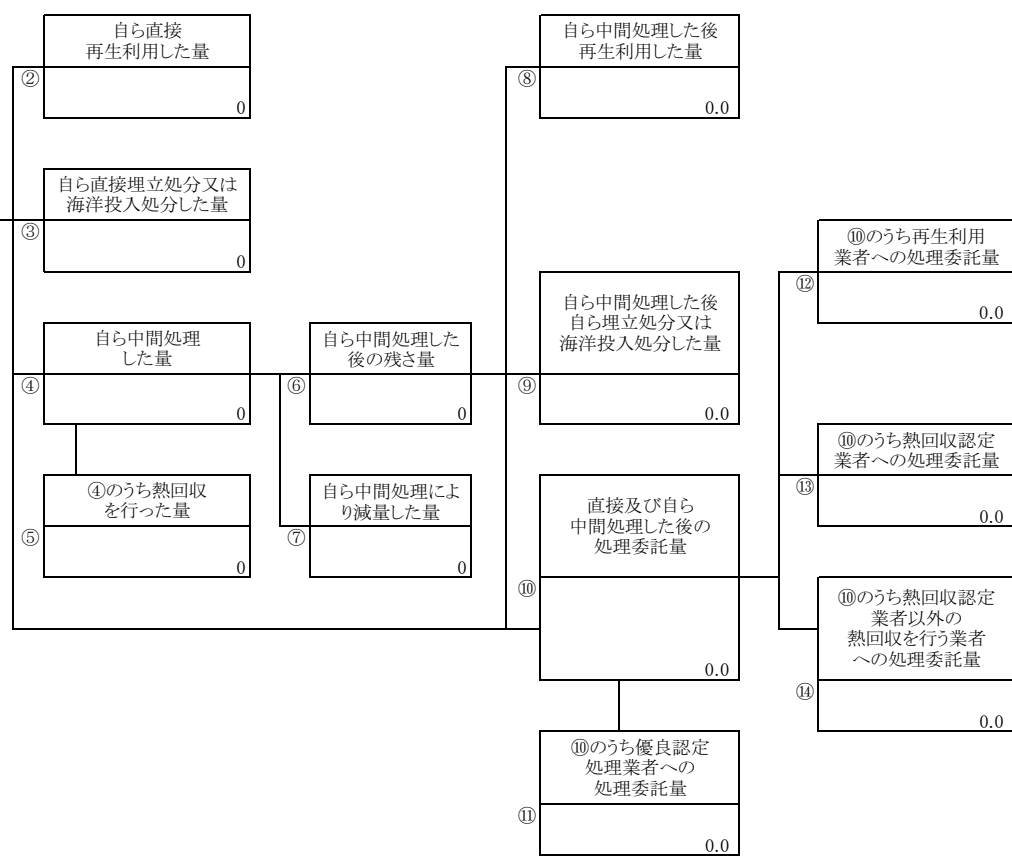 自ら直接
再生利用した量
②
0
自ら直接埋立処分又は
海洋投入処分した量
③
0
自ら中間処理
した量
④
0
④のうち熱回収
を行った量
⑤
0
自ら中間処理した
後の残さ量
⑥
0
自ら中間処理によ
り減量した量
⑦
0
自ら中間処理した後
再生利用した量
⑧
0.0
自ら中間処理した後
自ら埋立処分又は
海洋投入処分した量
⑨
0.0
直接及び自ら
中間処理した後の
処理委託量
⑩
0.0
⑩のうち優良認定
処理業者への
処理委託量
⑪
0.0
⑩のうち再生利用
業者への処理委託量
⑫
0.0
⑩のうち熱回収認定
業者への処理委託量
⑬
0.0
⑩のうち熱回収認定
業者以外の
熱回収を行う業者
への処理委託量
⑭
0.0